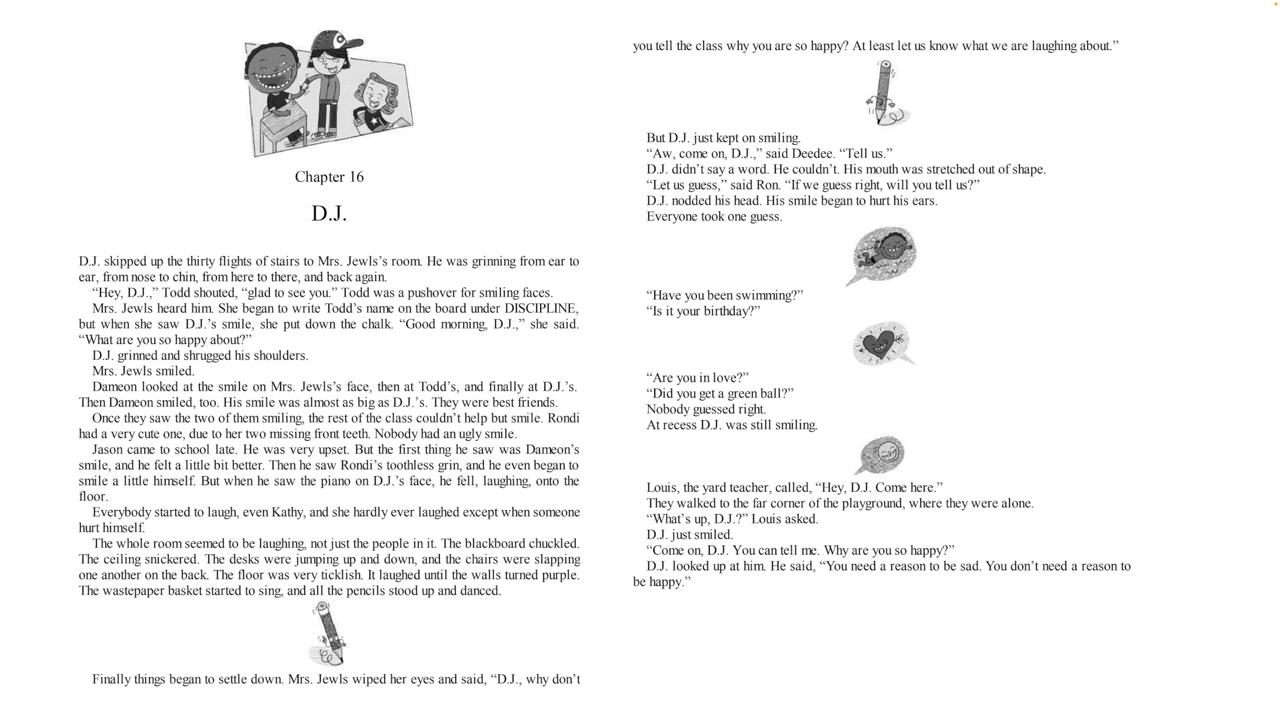 Chapter 16
D.J.
D.J. skipped up the thirty flights of stairs to Mrs. Jewls’s room. He was grinning from ear to
ear, from nose to chin, from here to there, and back again.
“Hey, D.J.,” Todd shouted, “glad to see you.” Todd was a pushover for smiling faces.
Mrs. Jewls heard him. She began to write Todd’s name on the board under DISCIPLINE,
but when she saw D.J.’s smile, she put down the chalk. “Good morning, D.J.,” she said.
“What are you so happy about?”
D.J. grinned and shrugged his shoulders.
Mrs. Jewls smiled.
Dameon looked at the smile on Mrs. Jewls’s face, then at Todd’s, and finally at D.J.’s.
Then Dameon smiled, too. His smile was almost as big as D.J.’s. They were best friends.
Once they saw the two of them smiling, the rest of the class couldn’t help but smile. Rondi
had a very cute one, due to her two missing front teeth. Nobody had an ugly smile.
Jason came to school late. He was very upset. But the first thing he saw was Dameon’s
smile, and he felt a little bit better. Then he saw Rondi’s toothless grin, and he even began to
smile a little himself. But when he saw the piano on D.J.’s face, he fell, laughing, onto the
floor.
Everybody started to laugh, even Kathy, and she hardly ever laughed except when someone
hurt himself.
The whole room seemed to be laughing, not just the people in it. The blackboard chuckled.
The ceiling snickered. The desks were jumping up and down, and the chairs were slapping
one another on the back. The floor was very ticklish. It laughed until the walls turned purple.
The wastepaper basket started to sing, and all the pencils stood up and danced.
Finally things began to settle down. Mrs. Jewls wiped her eyes and said, “D.J., why don’t
you tell the class why you are so happy? At least let us know what we are laughing about.”
But D.J. just kept on smiling.
“Aw, come on, D.J.,” said Deedee. “Tell us.”
D.J. didn’t say a word. He couldn’t. His mouth was stretched out of shape.
“Let us guess,” said Ron. “If we guess right, will you tell us?”
D.J. nodded his head. His smile began to hurt his ears.
Everyone took one guess.
“Have you been swimming?”
“Is it your birthday?”
“Are you in love?”
“Did you get a green ball?”
Nobody guessed right.
At recess D.J. was still smiling.
Louis, the yard teacher, called, “Hey, D.J. Come here.”
They walked to the far corner of the playground, where they were alone.
“What’s up, D.J.?” Louis asked.
D.J. just smiled.
“Come on, D.J. You can tell me. Why are you so happy?”
D.J. looked up at him. He said, “You need a reason to be sad. You don’t need a reason to
be happy.”